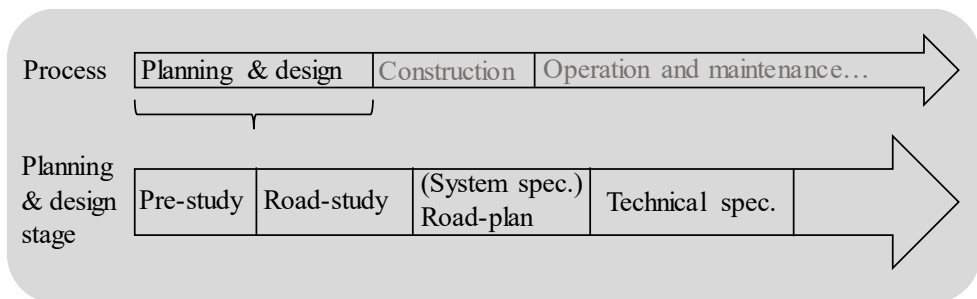 Process
Planning & design
Construction
Operation and maintenance…
Planning
& design
stage
Pre-study
Road-study
(System spec.)
Road-plan
Technical spec.